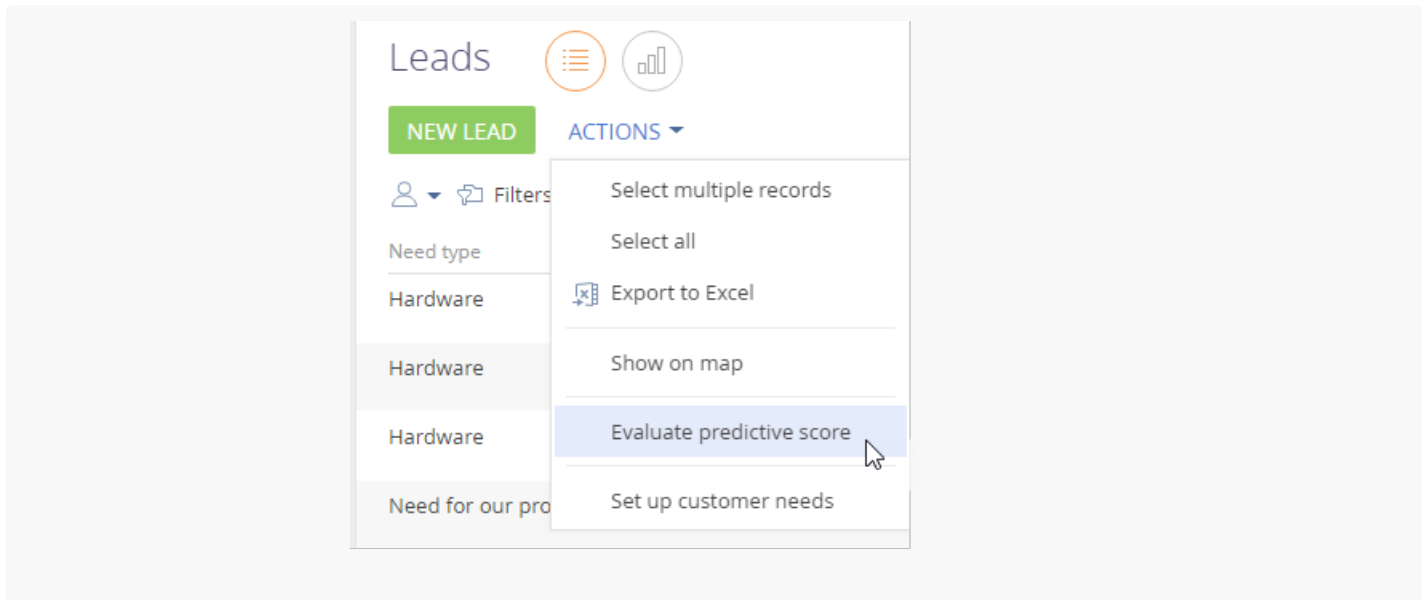 Leads
NEW LEAD ACTIONS
Filters
Select multiple records
Select all
Export to Excel
Show on map
Evaluate predictive score
Set up customer needs
Need type
Hardware
Hardware
Hardware
Need for our pro